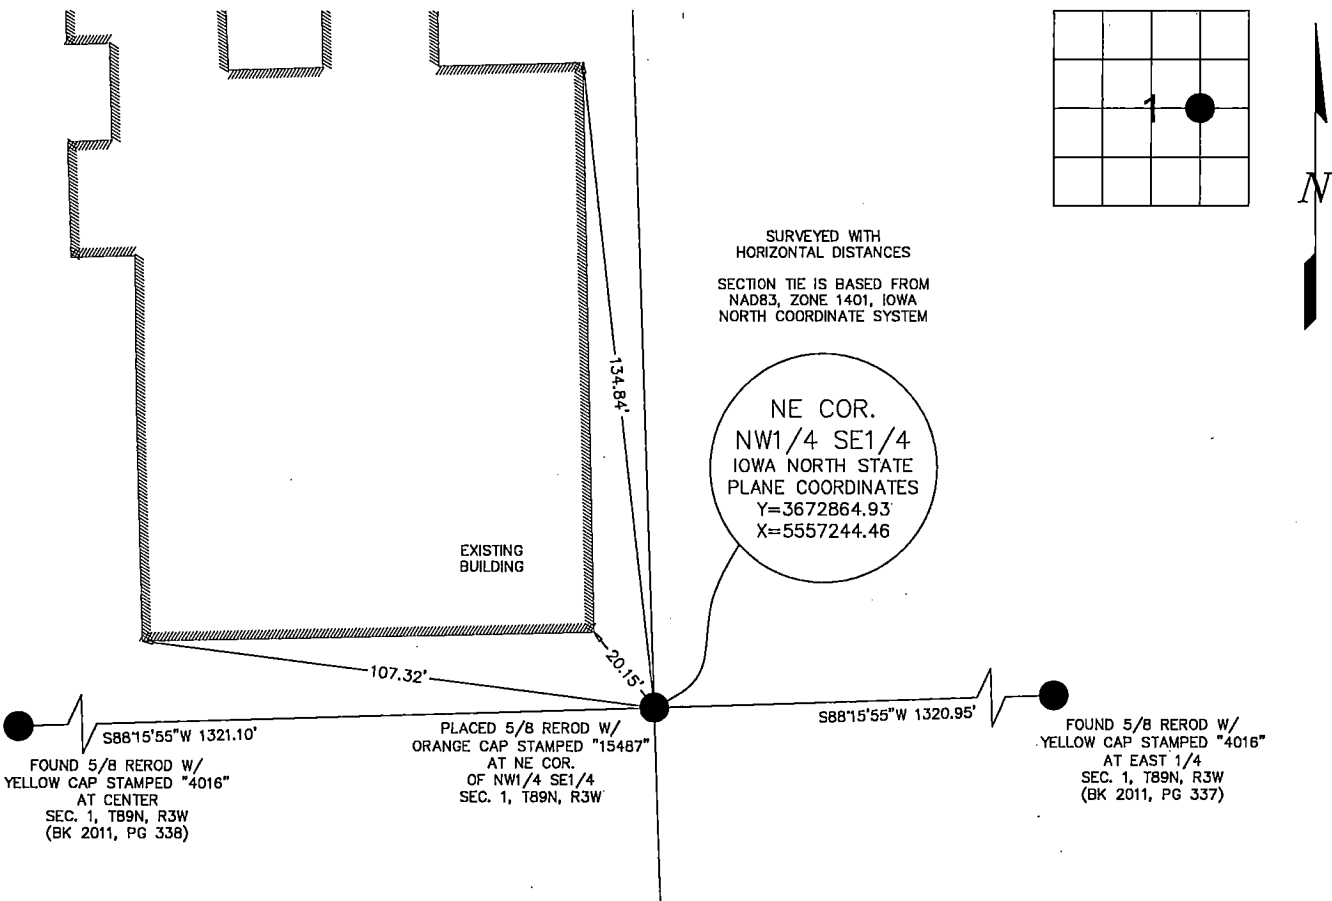 1
N
SURVEYED WITH
HORIZONTAL DISTANCES
SECTION TIE IS BASED FROM
NAD83, ZONE 1401, IOWA
NORTH COORDINATE SYSTEM
134.84'
NE COR.
NW1/4 SE1/4
IOWA NORTH STATE
PLANE COORDINATES
Y=3672864.93
X=5557244.46
EXISTING
BUILDING
107.32'
20.15'
S88°15'55"W 1321.10'
FOUND 5/8 REROD W/
YELLOW CAP STAMPED "4016"
AT CENTER
SEC. 1, T89N, R3W
(BK 2011, PG 338)
PLACED 5/8 REROD W/
ORANGE CAP STAMPED "15487"
AT NE COR.
OF NW1/4 SE1/4
SEC. 1, T89N, R3W
S88°15'55"W 1320.95'
FOUND 5/8 REROD W/
YELLOW CAP STAMPED "4016"
AT EAST 1/4
SEC. 1, T89N, R3W
(BK 2011, PG 337)